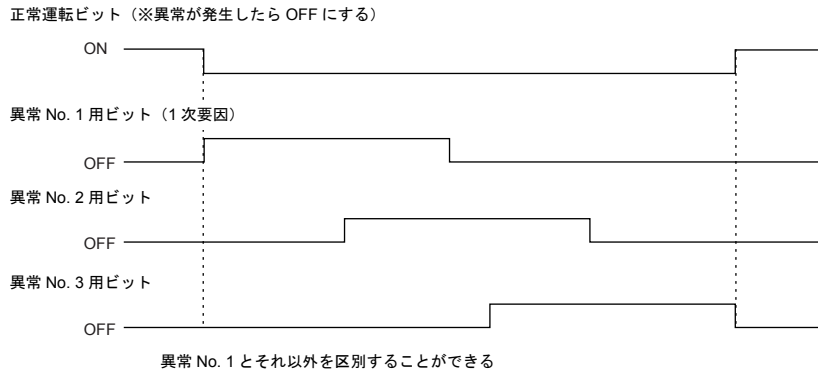 正常運転ビット（※異常が発生したら OFF にする）
ON
異常 No. 1 用ビット（1 次要因）
OFF
異常 No. 2 用ビット
OFF
異常 No. 3 用ビット
OFF
異常 No. 1 とそれ以外を区別することができる